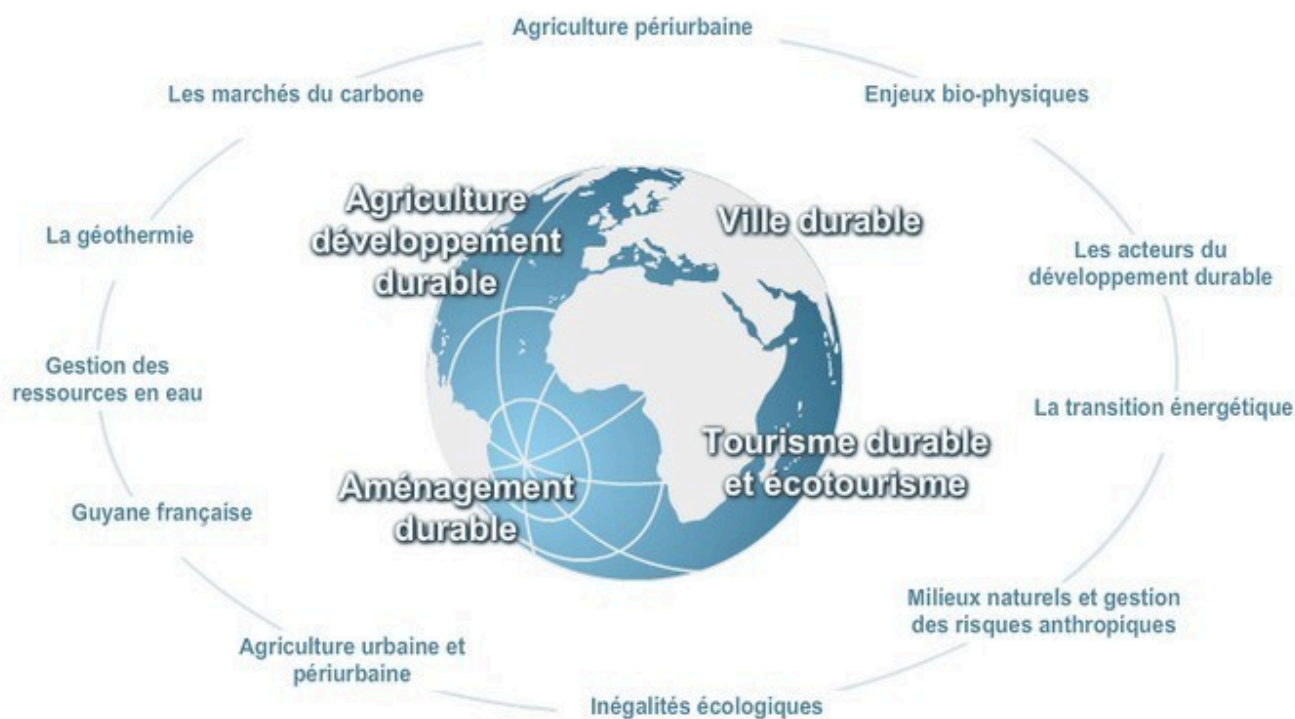 Agriculture périurbaine
Les marchés du carbone
Enjeux bio-physiques
Agriculture
développement
durable
Ville durable
La géothermie
Les acteurs du
développement durable
Gestion des
ressources en eau
La transition énergétique
Tourisme durable
et écotourisme
Aménagement
durable
Guyane française
Milieux naturels et gestion
des risques anthropiques
Agriculture urbaine et
périurbaine
Inégalités écologiques